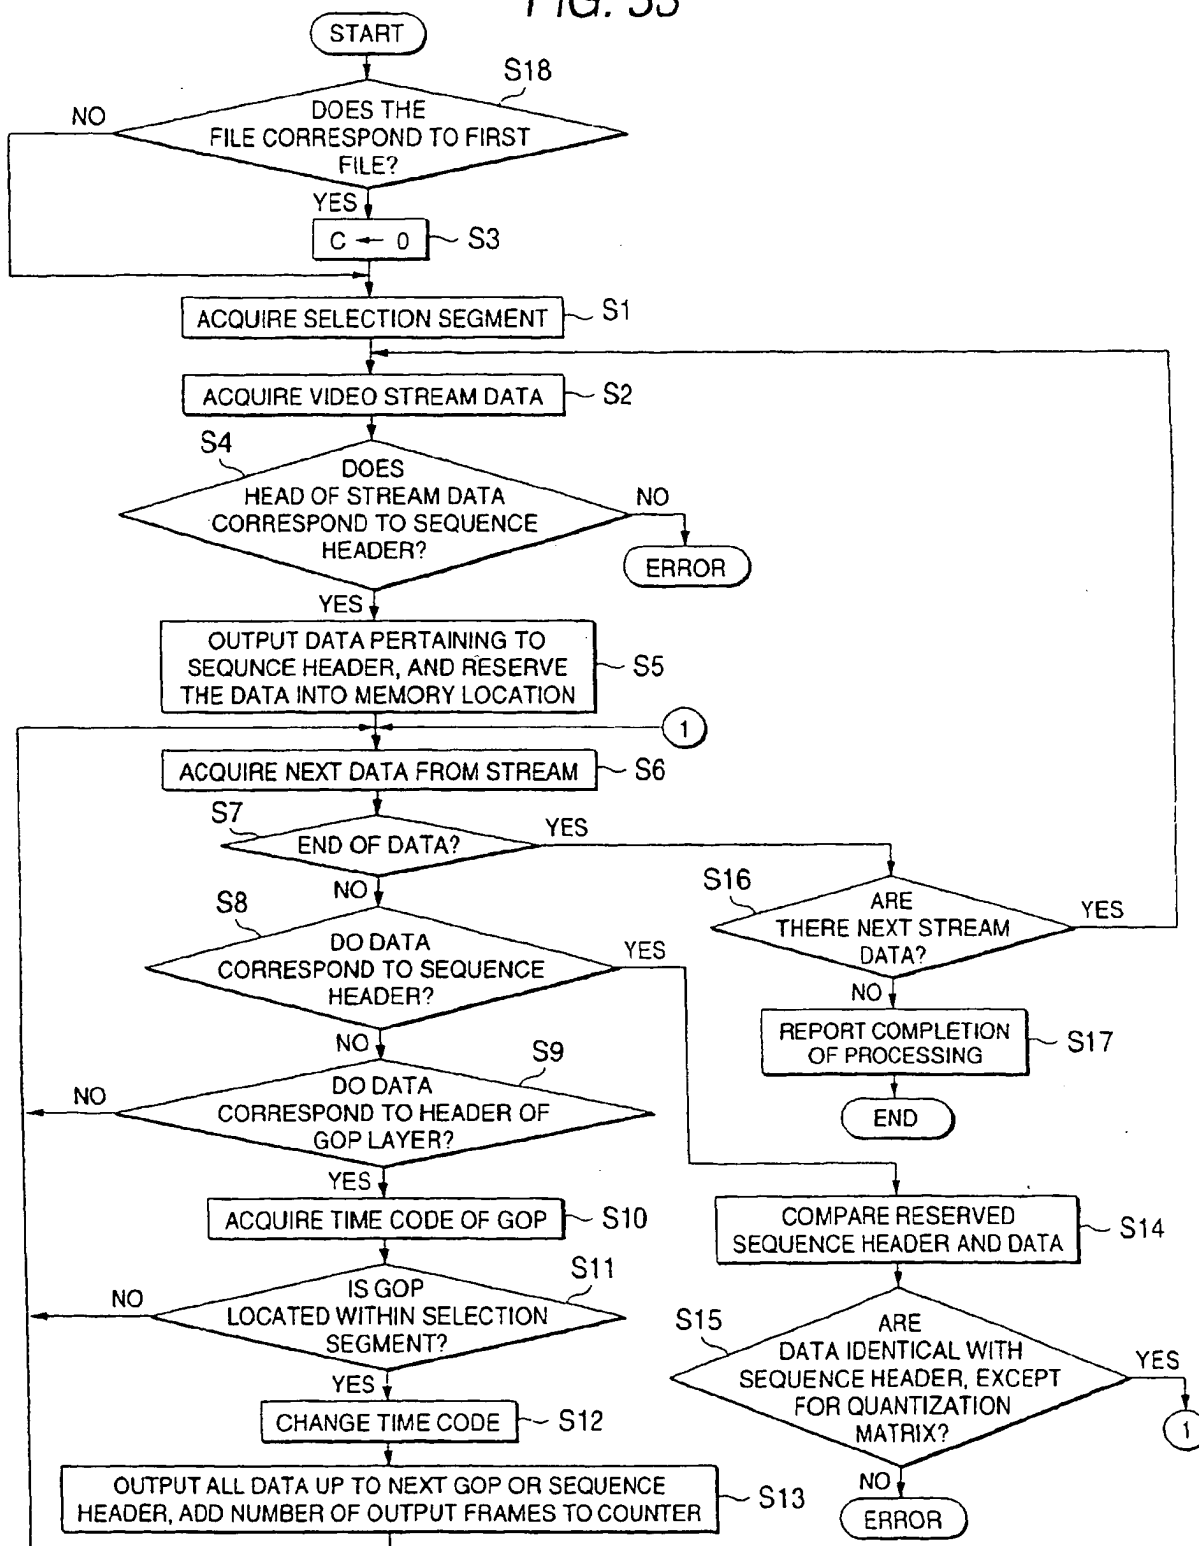 FIG. 33
START
S18
NO
DOES THE
FILE CORRESPOND TO FIRST
FILE?
YES
C ← 0
S3
ACQUIRE SELECTION SEGMENT
S1
ACQUIRE VIDEO STREAM DATA
S2
S4
DOES
HEAD OF STREAM DATA
CORRESPOND TO SEQUENCE
HEADER?
NO
ERROR
YES
OUTPUT DATA PERTAINING TO
SEQUNCE HEADER, AND RESERVE
THE DATA INTO MEMORY LOCATION
S5
1
ACQUIRE NEXT DATA FROM STREAM
S6
S7
END OF DATA?
YES
NO
S16
ARE
THERE NEXT STREAM
DATA?
YES
NO
REPORT COMPLETION
OF PROCESSING
S17
END
S8
DO DATA
CORRESPOND TO SEQUENCE
HEADER?
YES
NO
S9
DO DATA
CORRESPOND TO HEADER OF
GOP LAYER?
NO
YES
ACQUIRE TIME CODE OF GOP
S10
S11
IS GOP
LOCATED WITHIN SELECTION
SEGMENT?
NO
YES
CHANGE TIME CODE
S12
OUTPUT ALL DATA UP TO NEXT GOP OR SEQUENCE
HEADER, ADD NUMBER OF OUTPUT FRAMES TO COUNTER
S13
COMPARE RESERVED
SEQUENCE HEADER AND DATA
S14
S15
ARE
DATA IDENTICAL WITH
SEQUENCE HEADER, EXCEPT
FOR QUANTIZATION
MATRIX?
YES
1
NO
ERROR